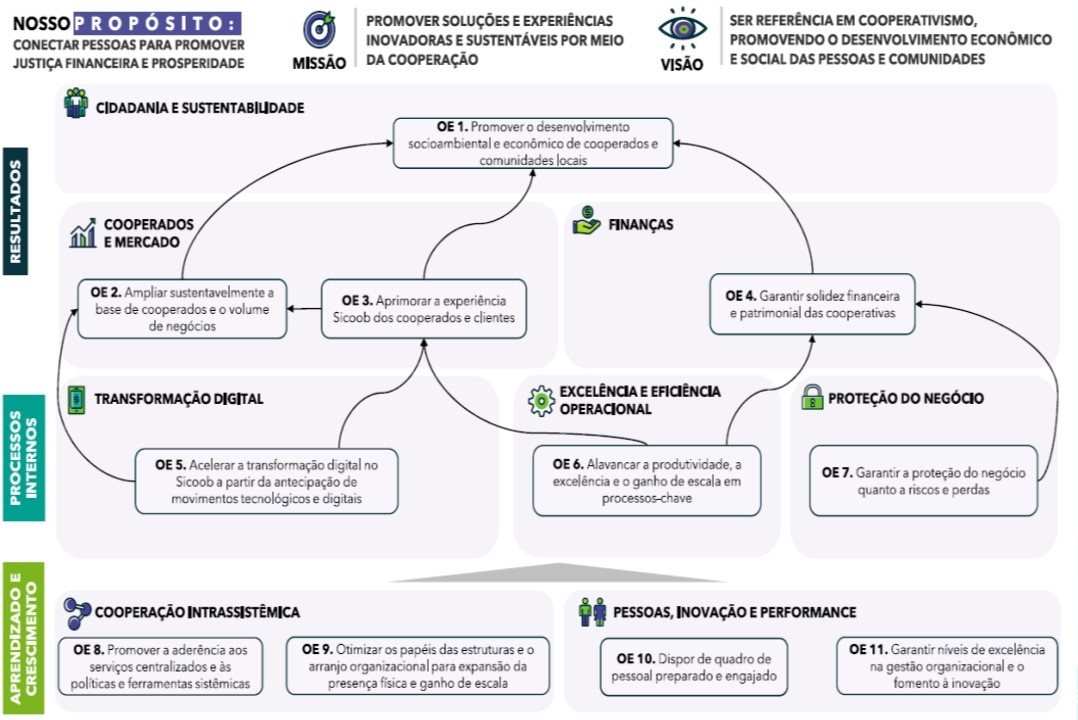 NOSSO PROPÓSITO:
CONECTAR PESSOAS PARA PROMOVER
JUSTIÇA FINANCEIRA E PROSPERIDADE
MISSÃO
PROMOVER SOLUÇÕES E EXPERIÊNCIAS
INOVADORAS E SUSTENTÁVEIS POR MEIO
DA COOPERAÇÃO
VISÃO
SER REFERÊNCIA EM COOPERATIVISMO,
PROMOVENDO O DESENVOLVIMENTO ECONÔMICO
E SOCIAL DAS PESSOAS E COMUNIDADES
RESULTADOS
CIDADANIA E SUSTENTABILIDADE
OE 1. Promover o desenvolvimento
socioambiental e econômico de cooperados e
comunidades locais
COOPERADOS
E MERCADO
OE 2. Ampliar sustentavelmente a
base de cooperados e o volume
de negócios
OE 3. Aprimorar a experiência
Sicoob dos cooperados e clientes
FINANÇAS
OE 4. Garantir solidez financeira
e patrimonial das cooperativas
PROCESSOS
INTERNOS
TRANSFORMAÇÃO DIGITAL
OE 5. Acelerar a transformação digital no
Sicoob a partir da antecipação de
movimentos tecnológicos e digitais
EXCELÊNCIA E EFICIÊNCIA
OPERACIONAL
OE 6. Alavancar a produtividade, a
excelência e o ganho de escala em
processos-chave
PROTEÇÃO DO NEGÓCIO
OE 7. Garantir a proteção do negócio
quanto a riscos e perdas
APRENDIZADO E
CRESCIMENTO
COOPERAÇÃO INTRASSISTÊMICA
OE 8. Promover a aderência aos
serviços centralizados e às
políticas e ferramentas sistêmicas
OE 9. Otimizar os papéis das estruturas e o
arranjo organizacional para expansão da
presença física e ganho de escala
PESSOAS, INOVAÇÃO E PERFORMANCE
OE 10. Dispor de quadro de
pessoal preparado e engajado
OE 11. Garantir níveis de excelência
na gestão organizacional e o
fomento à inovação